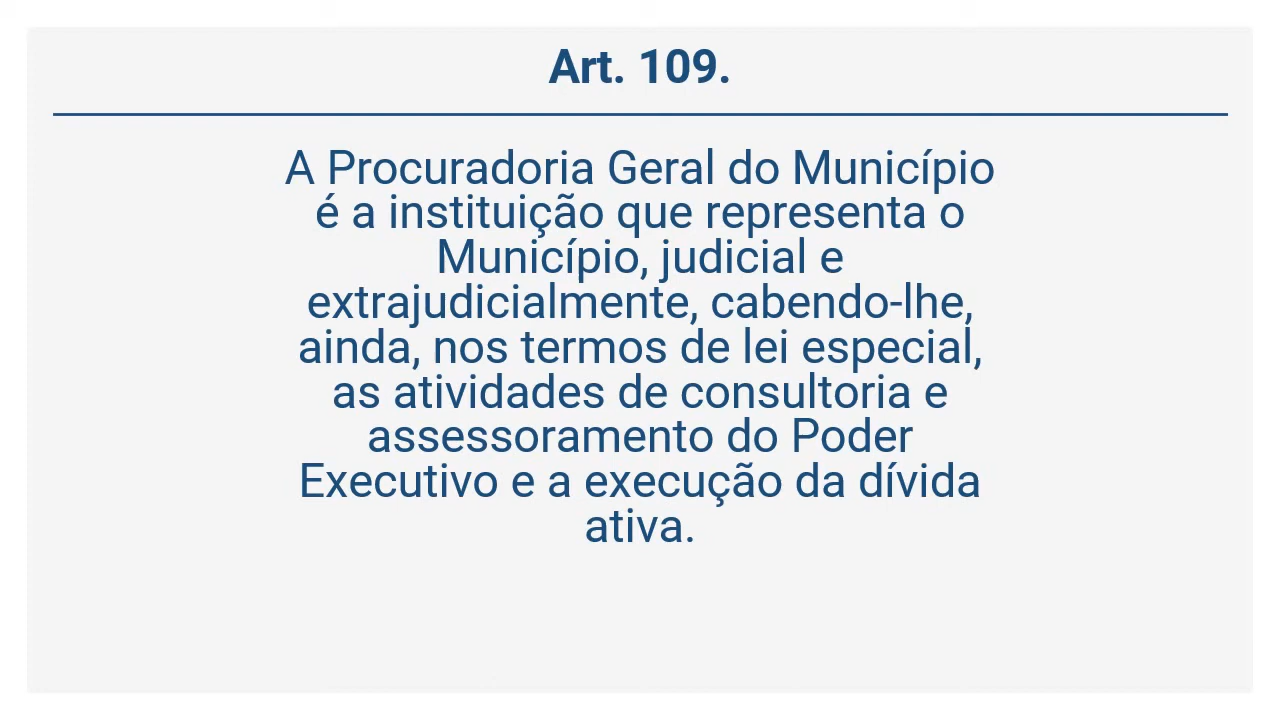 Art. 109.
A Procuradoria Geral do Município
é a instituição que representa o
Município, judicial e
extrajudicialmente, cabendo-lhe,
ainda, nos termos de lei especial,
as atividades de consultoria e
assessoramento do Poder
Executivo e a execução da dívida
ativa.